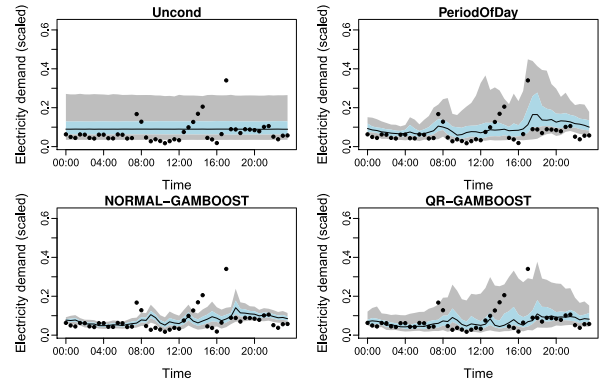 Uncond
PeriodOfDay
Electricity demand (scaled)
0.0 0.2 0.4 0.6
00:00 04:00 08:00 12:00 16:00 20:00
Time
Electricity demand (scaled)
0.0 0.2 0.4 0.6
00:00 04:00 08:00 12:00 16:00 20:00
Time
NORMAL-GAMBOOST
QR-GAMBOOST
Electricity demand (scaled)
0.0 0.2 0.4 0.6
00:00 04:00 08:00 12:00 16:00 20:00
Time
Electricity demand (scaled)
0.0 0.2 0.4 0.6
00:00 04:00 08:00 12:00 16:00 20:00
Time